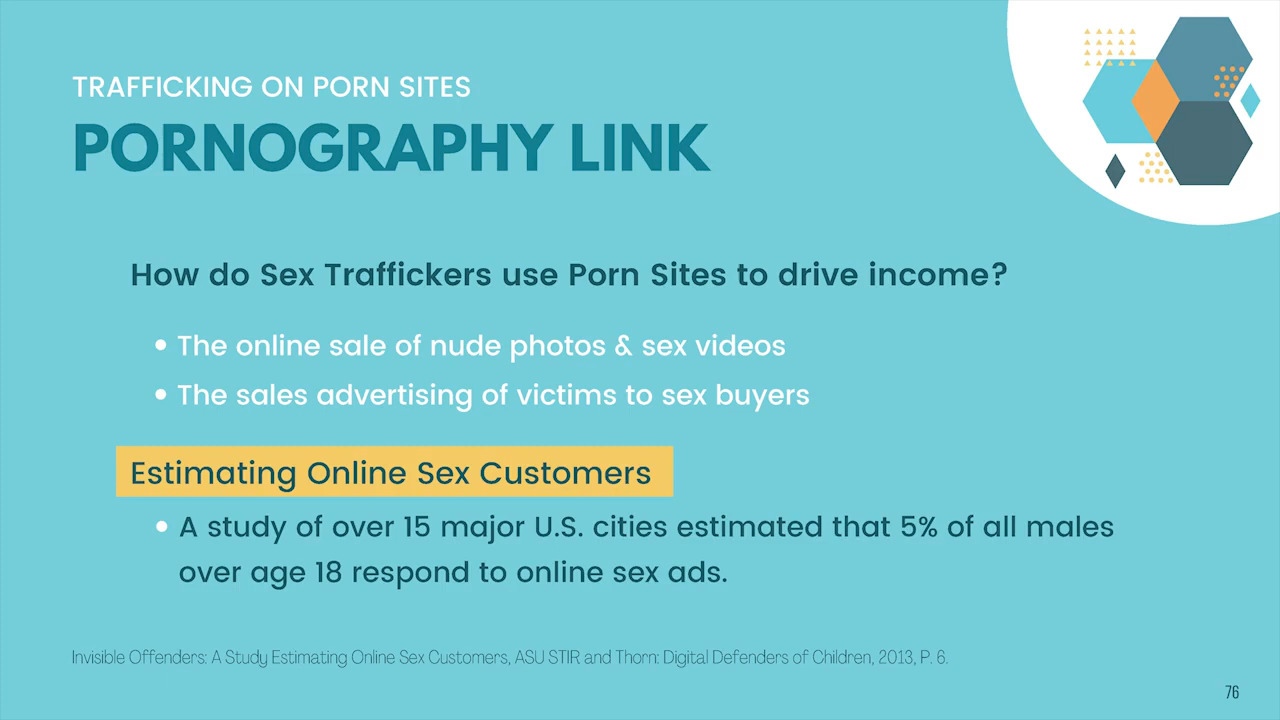 TRAFFICKING ON PORN SITES
PORNOGRAPHY LINK
How do Sex Traffickers use Porn Sites to drive income?
• The online sale of nude photos & sex videos
• The sales advertising of victims to sex buyers
Estimating Online Sex Customers
• A study of over 15 major U.S. cities estimated that 5% of all males
over age 18 respond to online sex ads.
Invisible Offenders: A Study Estimating Online Sex Customers, ASU STIR and Thorn: Digital Defenders of Children, 2013, P. 6.
76